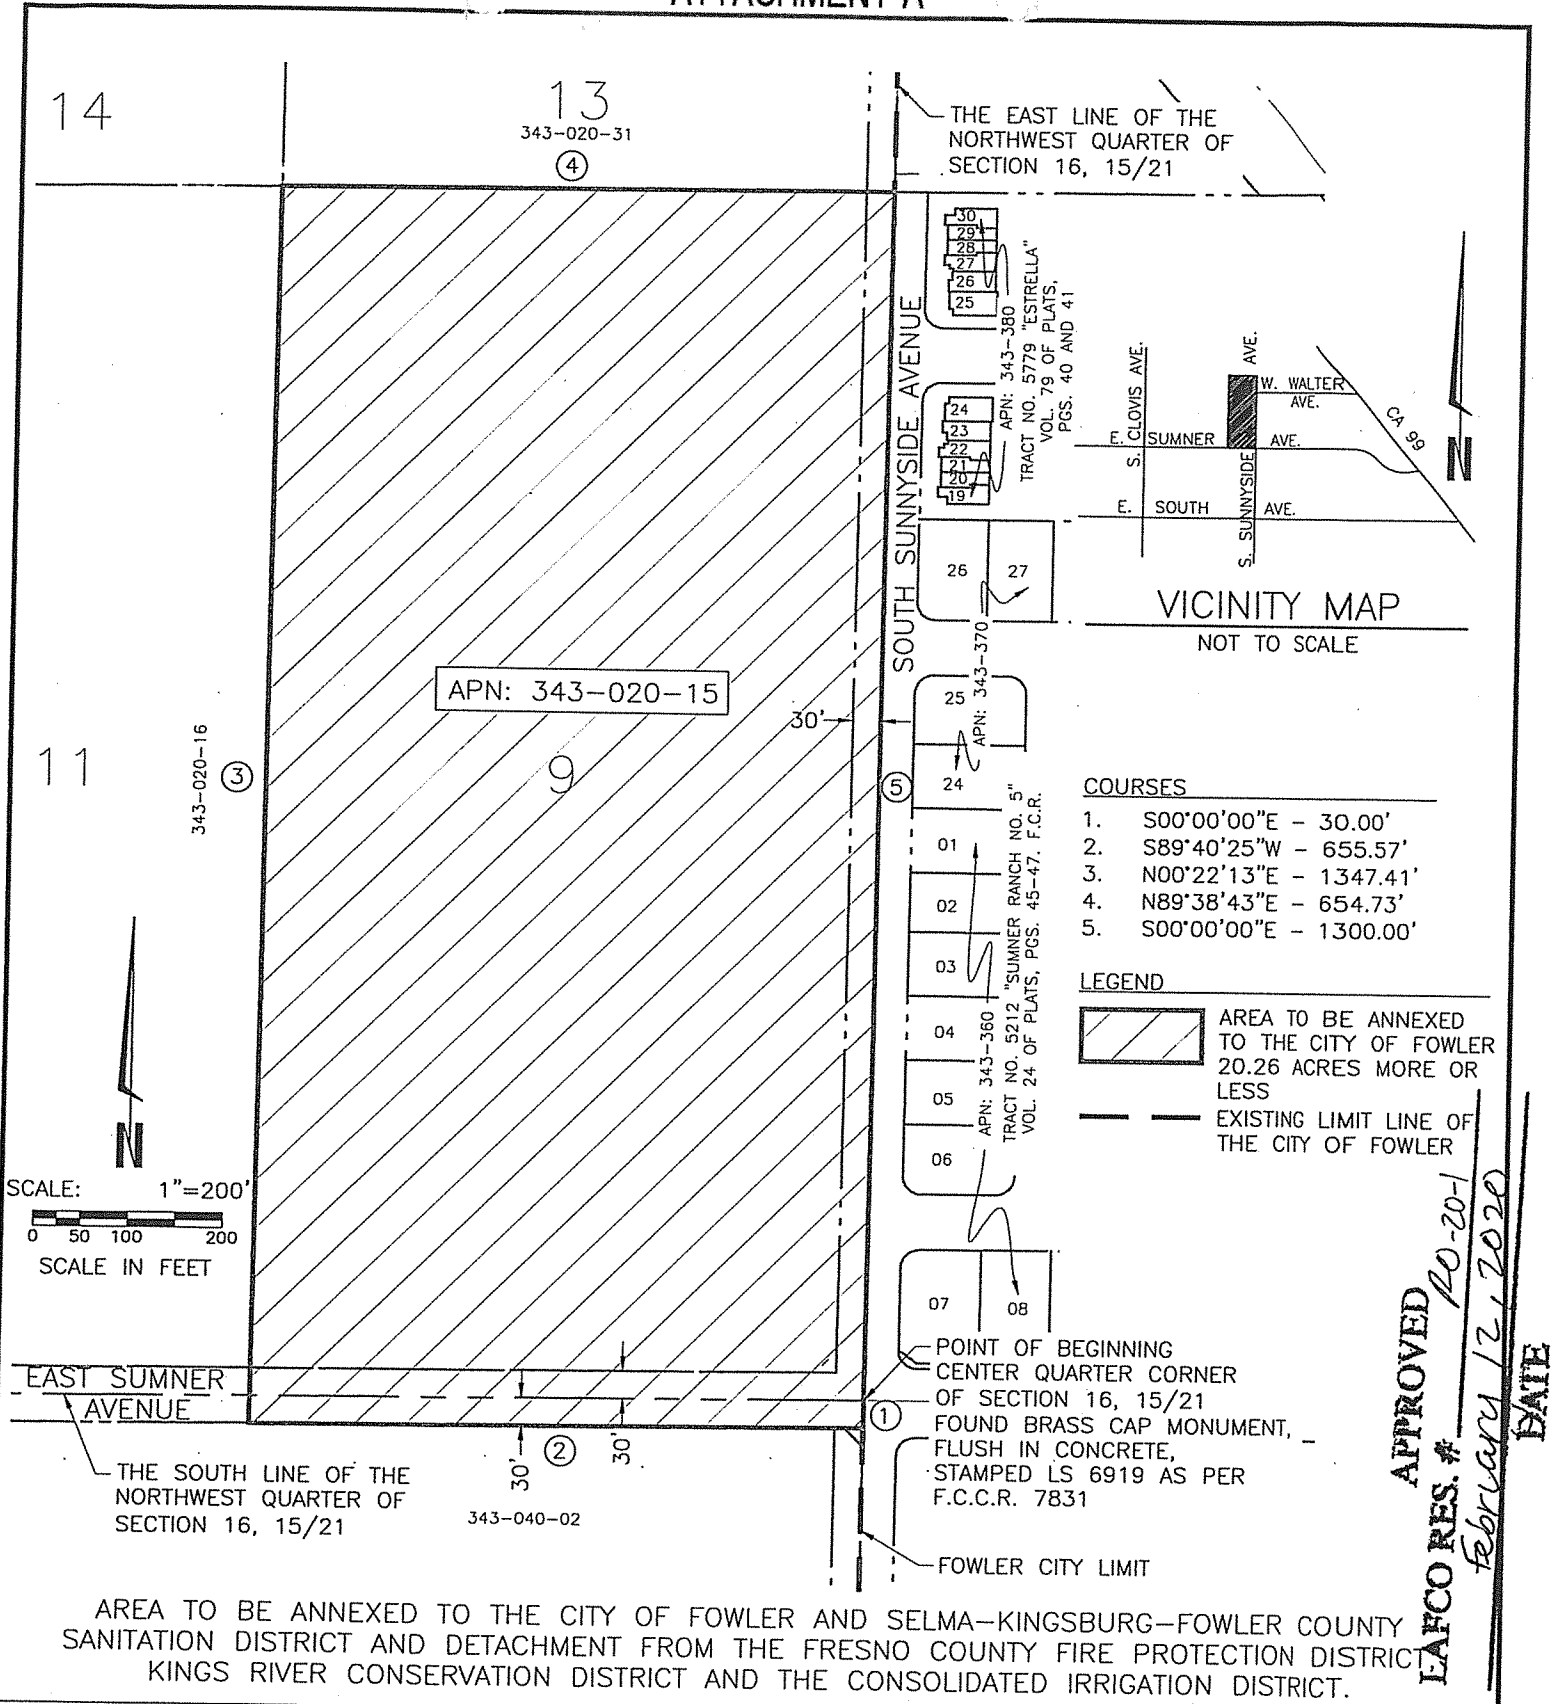 ATTACHMENT A
14
13
343-020-31
4
THE EAST LINE OF THE
NORTHWEST QUARTER OF
SECTION 16, 15/21
30
29
28
27
26
25
APN: 343-380
TRACT NO. 5779 "ESTRELLA"
VOL. 79 OF PLATS,
PGS. 40 AND 41
24
23
22
21
20
19
SOUTH SUNNYSIDE AVENUE
26
27
APN: 343-370
25
24
S. CLOVIS AVE.
AVE.
W. WALTER
AVE.
CA 99
E. SUMNER AVE.
E. SOUTH AVE.
S. SUNNYSIDE
N
VICINITY MAP
NOT TO SCALE
APN: 343-020-15
30'
11
343-020-16
3
9
5
01
02
03
04
05
06
07
08
APN: 343-360
TRACT NO. 5212 "SUMNER RANCH NO. 5"
VOL. 24 OF PLATS, PGS. 45-47. F.C.R.
COURSES
1. S00°00'00"E - 30.00'
2. S89°40'25"W - 655.57'
3. N00°22'13"E - 1347.41'
4. N89°38'43"E - 654.73'
5. S00°00'00"E - 1300.00'
LEGEND
AREA TO BE ANNEXED
TO THE CITY OF FOWLER
20.26 ACRES MORE OR
LESS
EXISTING LIMIT LINE OF
THE CITY OF FOWLER
N
SCALE: 1"=200'
0 50 100 200
SCALE IN FEET
EAST SUMNER
AVENUE
POINT OF BEGINNING
CENTER QUARTER CORNER
OF SECTION 16, 15/21
FOUND BRASS CAP MONUMENT,
FLUSH IN CONCRETE,
STAMPED LS 6919 AS PER
F.C.C.R. 7831
1
2
30'
30'
THE SOUTH LINE OF THE
NORTHWEST QUARTER OF
SECTION 16, 15/21
343-040-02
FOWLER CITY LIMIT
APPROVED
LAFCO RES. # RO-20-1
February 12, 2020
DATE
AREA TO BE ANNEXED TO THE CITY OF FOWLER AND SELMA-KINGSBURG-FOWLER COUNTY
SANITATION DISTRICT AND DETACHMENT FROM THE FRESNO COUNTY FIRE PROTECTION DISTRICT
KINGS RIVER CONSERVATION DISTRICT AND THE CONSOLIDATED IRRIGATION DISTRICT.